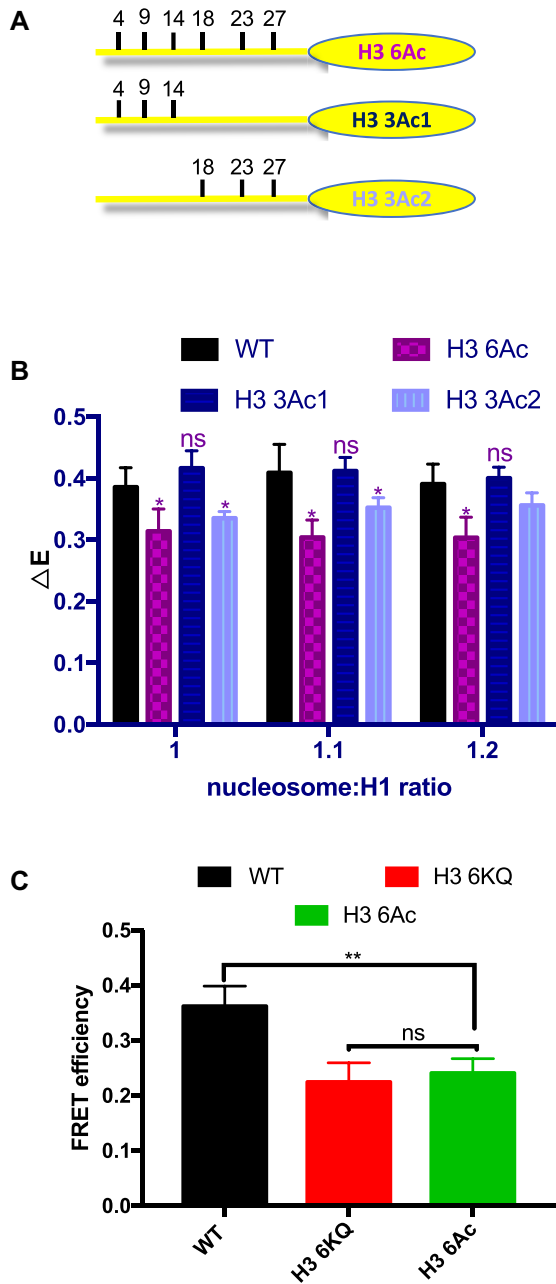 A
4 9 14 18 23 27
H3 6Ac
4 9 14
H3 3Ac1
18 23 27
H3 3Ac2
B
WT
H3 6Ac
H3 3Ac1
H3 3Ac2
0.5
0.4
0.3
0.2
0.1
0.0
△E
ns
*
*
ns
*
*
ns
*
1
1.1
1.2
nucleosome:H1 ratio
C
WT
H3 6KQ
H3 6Ac
0.5
0.4
0.3
0.2
0.1
0.0
FRET efficiency
**
ns
WT
H3 6KQ
H3 6Ac